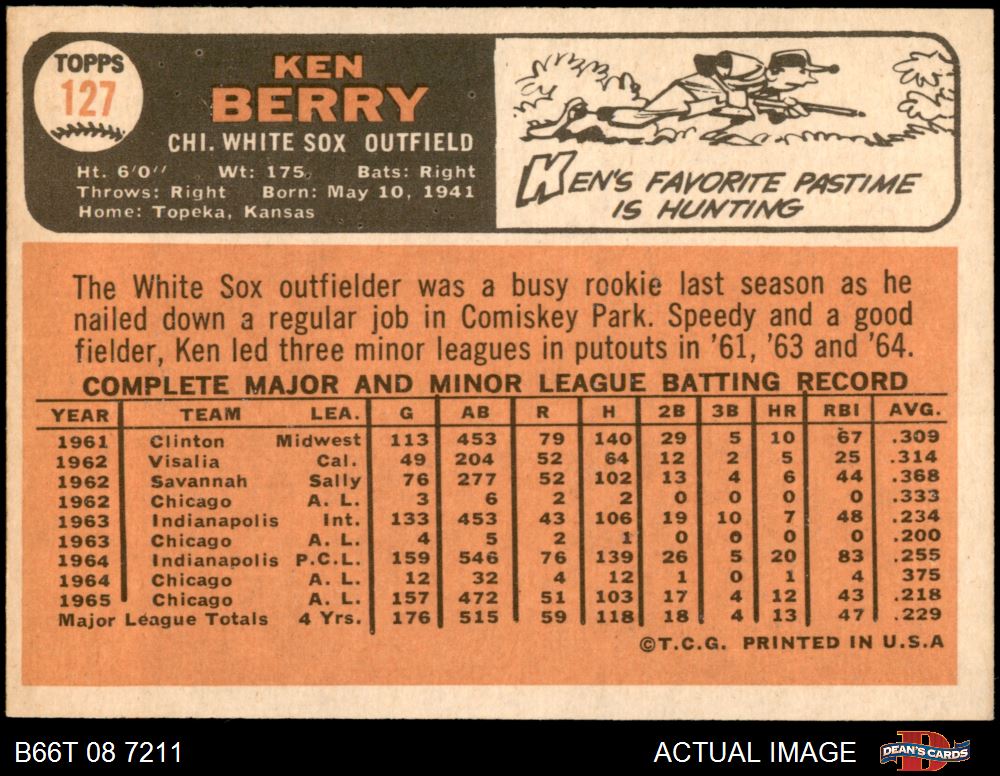 TOPPS
127
KEN
BERRY
CHI. WHITE SOX OUTFIELD
Ht. 6'0" Wt: 175 Bats: Right
Throws: Right Born: May 10, 1941
Home: Topeka, Kansas
KEN'S FAVORITE PASTIME
IS HUNTING
The White Sox outfielder was a busy rookie last season as he
nailed down a regular job in Comiskey Park. Speedy and a good
fielder, Ken led three minor leagues in putouts in '61, '63 and '64.
COMPLETE MAJOR AND MINOR LEAGUE BATTING RECORD
YEAR TEAM LEA. G AB R H 2B 3B HR RBI AVG.
1961 Clinton Midwest 113 453 79 140 29 5 10 67 .309
1962 Visalia Cal. 49 204 52 64 12 2 5 25 .314
1962 Savannah Sally 76 277 52 102 13 4 6 44 .368
1962 Chicago A. L. 3 6 2 2 0 0 0 0 .333
1963 Indianapolis Int. 133 453 43 106 19 10 7 48 .234
1963 Chicago A. L. 4 5 2 1 0 0 0 0 .200
1964 Indianapolis P.C.L. 159 546 76 139 26 5 20 83 .255
1964 Chicago A. L. 12 32 4 12 1 0 1 4 375
1965 Chicago A. L. 157 472 51 103 17 4 12 43 .218
Major League Totals 4 Yrs. 176 515 59 118 18 4 13 47 .229
©T.C.G. PRINTED IN U.S.A
B66T 08 7211
ACTUAL IMAGE
DEAN'S CARDS